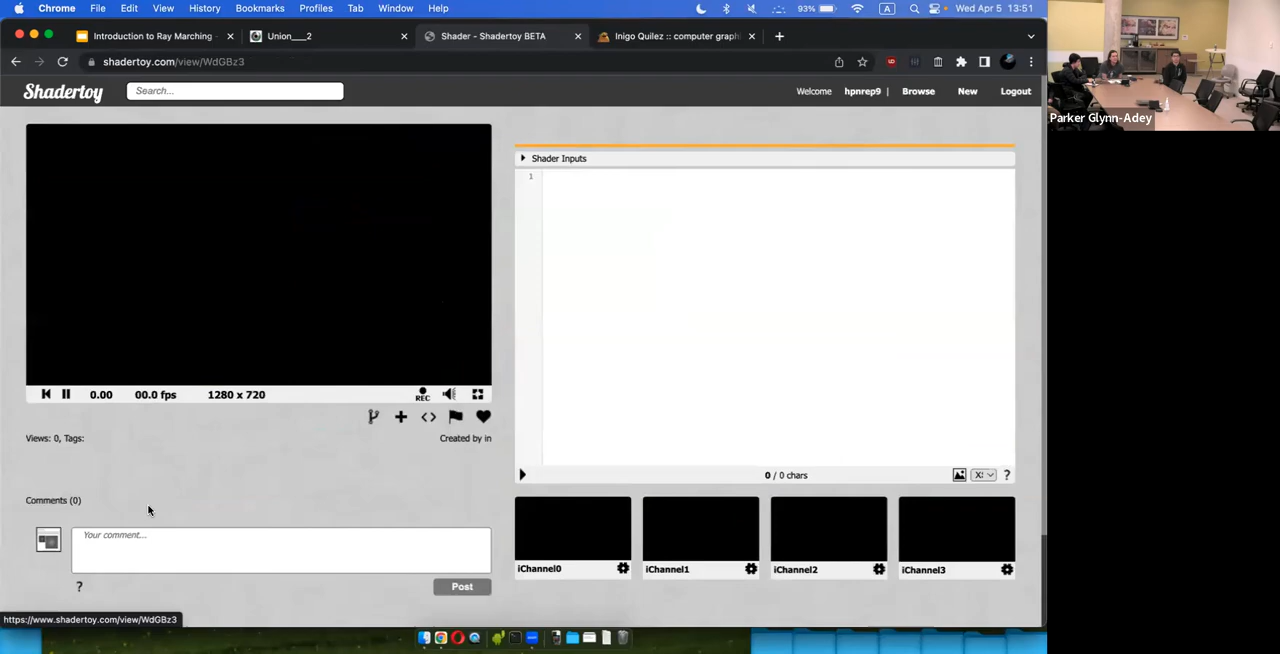 Chrome File Edit View History Bookmarks Profiles Tab Window Help 93% A Wed Apr 5 13:51
Introduction to Ray Marching Union___2 Shader - Shadertoy BETA Inigo Quilez :: computer graphi
shadertoy.com/view/WdGBz3
Shadertoy Search... Welcome hpnrep9 | Browse New Logout
Parker Glynn-Adey
Shader Inputs
1
0.00 00.0 fps 1280 x 720 REC
Views: 0, Tags: Created by in
0 / 0 chars ?
Comments (0)
Your comment...
iChannel0 iChannel1 iChannel2 iChannel3
? Post
https://www.shadertoy.com/view/WdGBz3